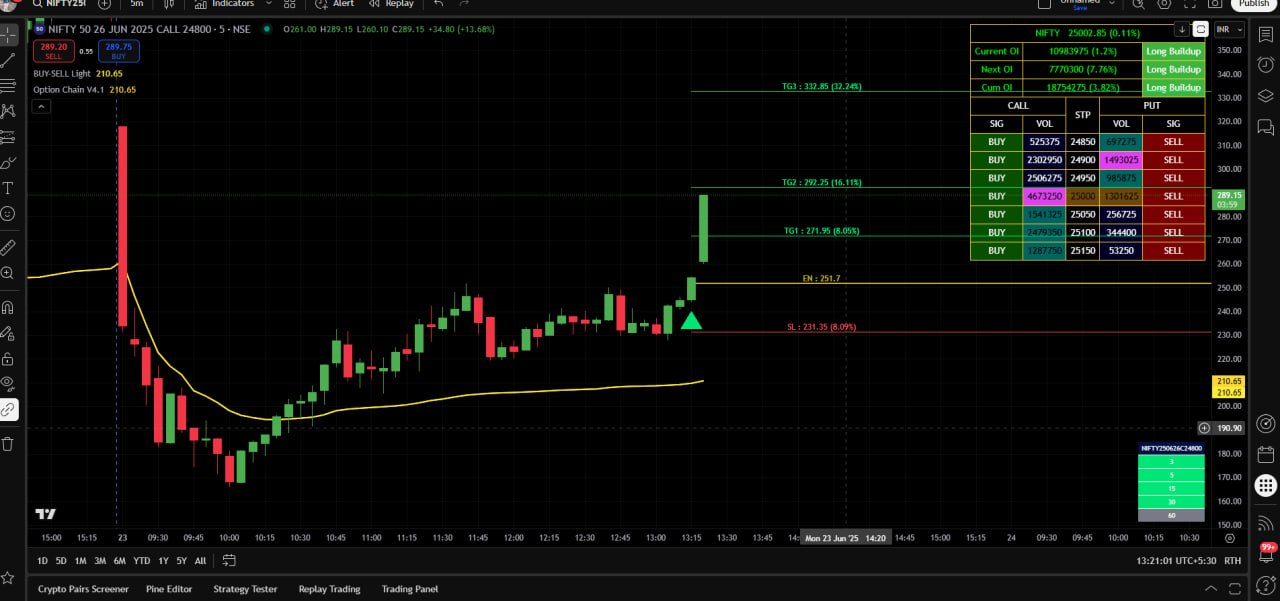 NIFTY25I
5m
Indicators
Alert
Replay
Unnamed
Save
Publish
50 NIFTY 50 26 JUN 2025 CALL 24800 · 5 · NSE O261.00 H289.15 L260.10 C289.15 +34.80 (+13.68%)
289.20 SELL
0.55
289.75 BUY
BUY-SELL Light 210.65
Option Chain V4.1 210.65
TG3 : 332.85 (32.24%)
TG2 : 292.25 (16.11%)
TG1 : 271.95 (8.05%)
EN : 251.7
SL : 231.35 (8.09%)
NIFTY 25002.85 (0.11%)
Current OI 10983975 (1.2%) Long Buildup
Next OI 7770300 (7.76%) Long Buildup
Cum OI 18754275 (3.82%) Long Buildup
CALL STP PUT
SIG VOL VOL SIG
BUY 525375 24850 697275 SELL
BUY 2302950 24900 1493025 SELL
BUY 2506275 24950 985875 SELL
BUY 4673250 25000 1301625 SELL
BUY 1541325 25050 256725 SELL
BUY 2479350 25100 344400 SELL
BUY 1287750 25150 53250 SELL
INR
350.00
340.00
330.00
320.00
310.00
300.00
289.15
03:59
280.00
270.00
260.00
250.00
240.00
230.00
220.00
210.65
210.65
200.00
190.90
180.00
170.00
160.00
150.00
NIFTY250626C24800
3
5
15
30
60
15:00 15:15 23 09:30 09:45 10:00 10:15 10:30 10:45 11:00 11:15 11:30 11:45 12:00 12:15 12:30 12:45 13:00 13:15 13:30 13:45 Mon 23 Jun '25 14:20 14:45 15:00 15:15 24 09:30 09:45 10:00 10:15 10:30
1D 5D 1M 3M 6M YTD 1Y 5Y All
13:21:01 UTC+5:30 RTH
Crypto Pairs Screener Pine Editor Strategy Tester Replay Trading Trading Panel
99+